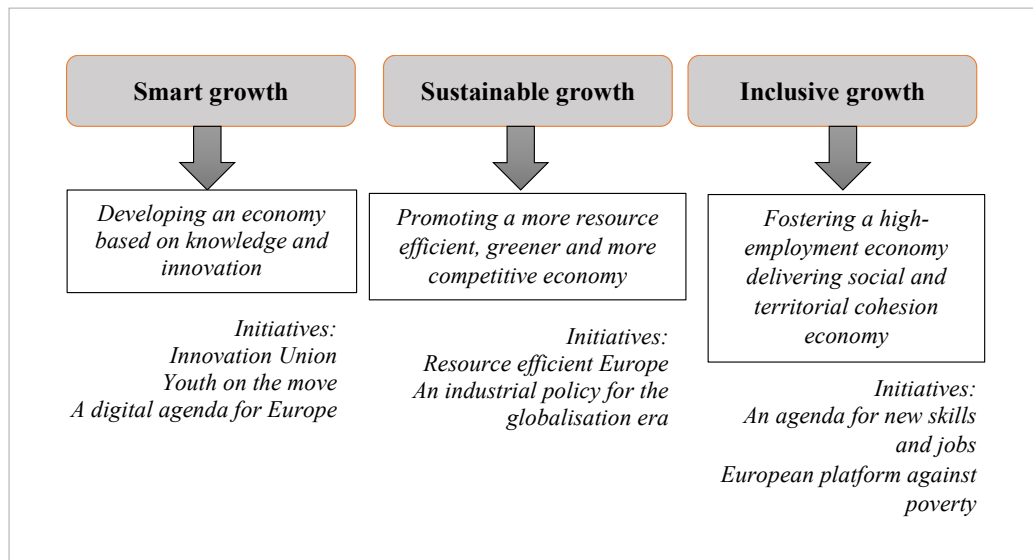 Smart growth
Developing an economy
based on knowledge and
innovation
Initiatives:
Innovation Union
Youth on the move
A digital agenda for Europe
Sustainable growth
Promoting a more resource
efficient, greener and more
competitive economy
Initiatives:
Resource efficient Europe
An industrial policy for the
globalisation era
Inclusive growth
Fostering a high-
employment economy
delivering social and
territorial cohesion
economy
Initiatives:
An agenda for new skills
and jobs
European platform against
poverty